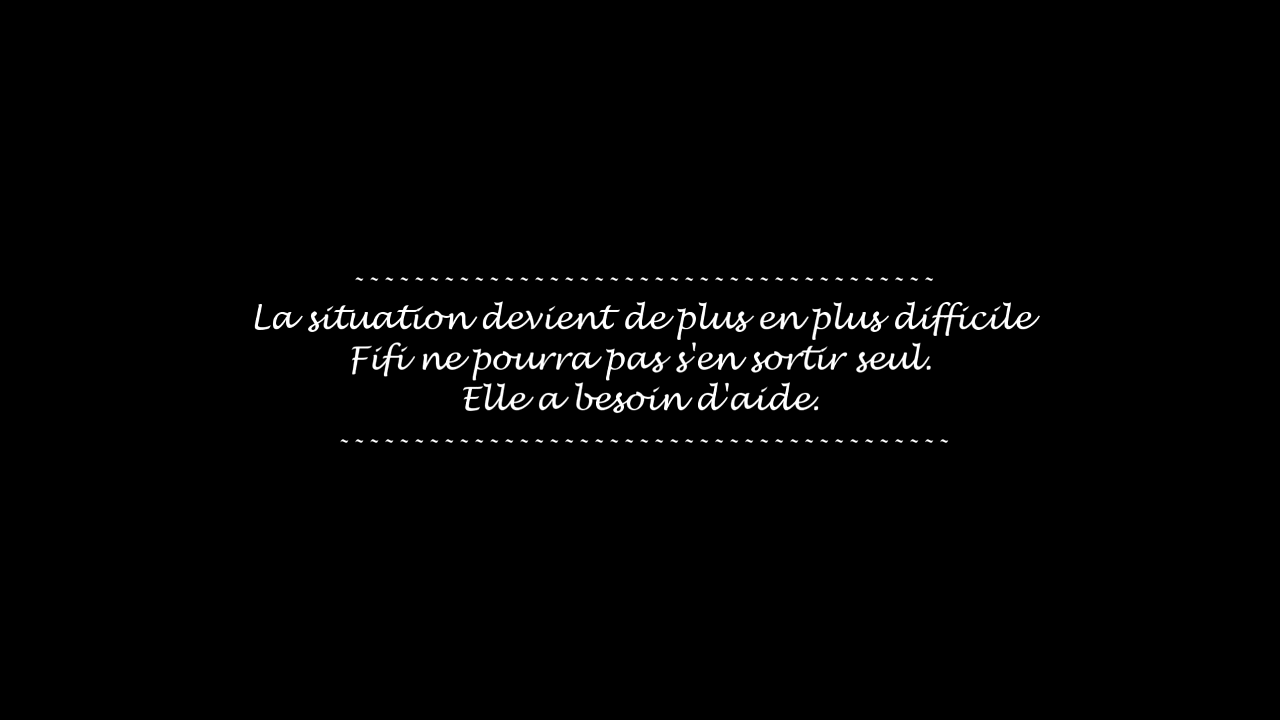 ~~~~~~~~~~~~~~~~~~~~~~~~~~~~~~~~~~~~~~~
La situation devient de plus en plus difficile
Fifi ne pourra pas s'en sortir seul.
Elle a besoin d'aide.
~~~~~~~~~~~~~~~~~~~~~~~~~~~~~~~~~~~~~~~~~